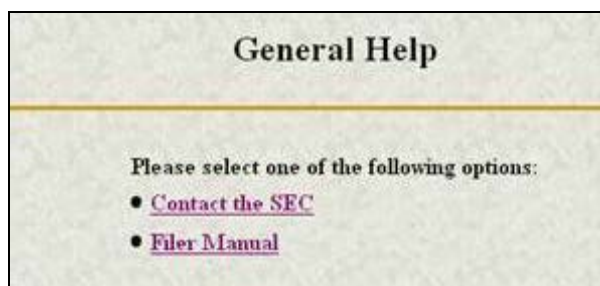 General Help
Please select one of the following options:
• Contact the SEC
• Filer Manual